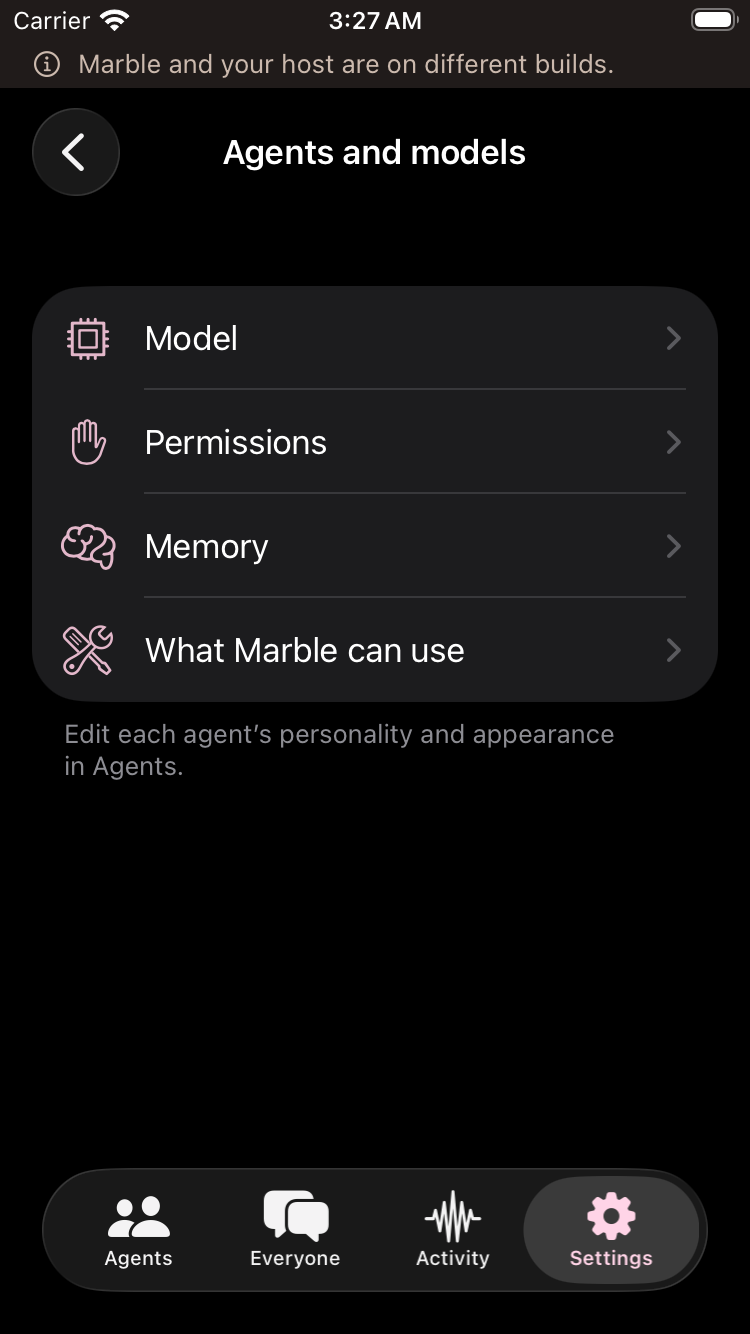 Carrier 3:27 AM
Marble and your host are on different builds.
Agents and models
Model
Permissions
Memory
What Marble can use
Edit each agent’s personality and appearance
in Agents.
Agents Everyone Activity Settings